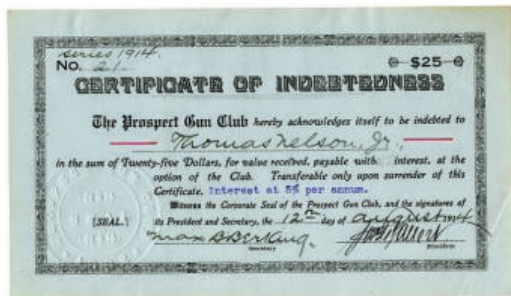 series 1914.
No. 21. $25
CERTIFICATE OF INDEBTEDNESS
The Prospect Gun Club hereby acknowledges itself to be indebted to
Thomas Nelson, Jr.,
in the sum of Twenty-five Dollars, for value received, payable with interest, at the
option of the Club. Transferable only upon surrender of this
Certificate. Interest at 5% per annum.
Witness the Corporate Seal of the Prospect Gun Club, and the signatures of
(SEAL.) its President and Secretary, the 12th day of August
Secretary President